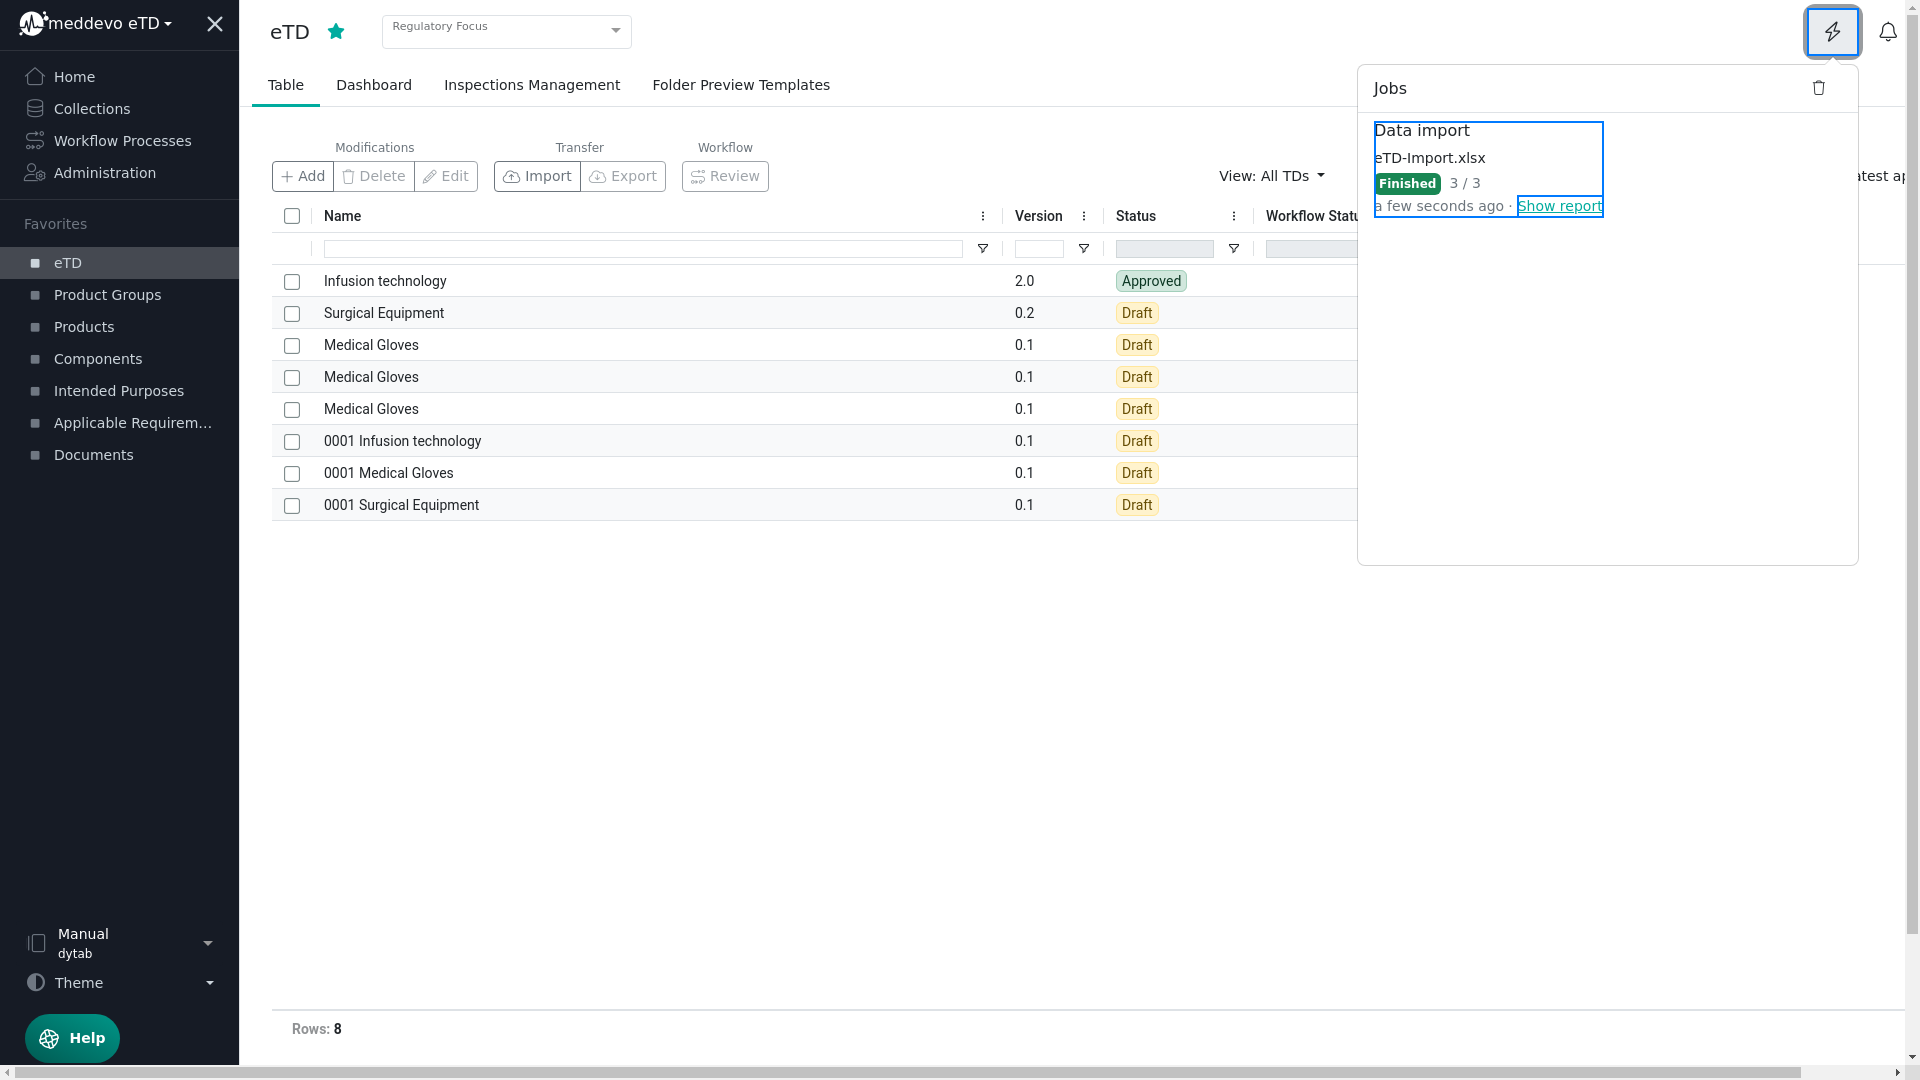 meddevo eTD
Home
Collections
Workflow Processes
Administration
Favorites
eTD
Product Groups
Products
Components
Intended Purposes
Applicable Requirem...
Documents
Manual
dytab
Theme
Help
eTD
Regulatory Focus
Table
Dashboard
Inspections Management
Folder Preview Templates
Modifications
Transfer
Workflow
Add
Delete
Edit
Import
Export
Review
View: All TDs
atest ap
Name
Version
Status
Workflow Statu
Infusion technology 2.0 Approved
Surgical Equipment 0.2 Draft
Medical Gloves 0.1 Draft
Medical Gloves 0.1 Draft
Medical Gloves 0.1 Draft
0001 Infusion technology 0.1 Draft
0001 Medical Gloves 0.1 Draft
0001 Surgical Equipment 0.1 Draft
Rows: 8
Jobs
Data import
eTD-Import.xlsx
Finished 3 / 3
a few seconds ago · Show report